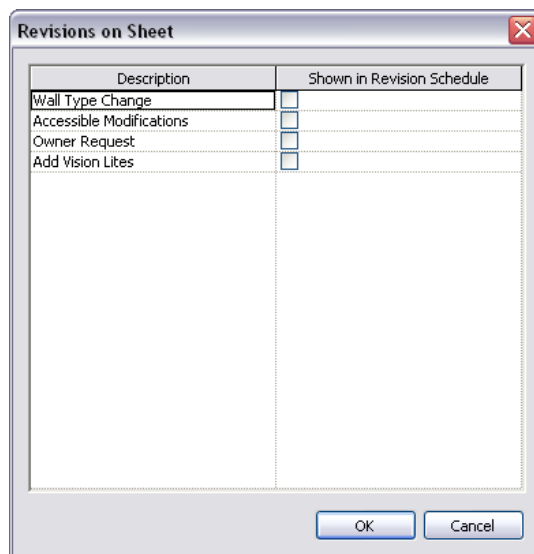 Revisions on Sheet
Description Shown in Revision Schedule
Wall Type Change
Accessible Modifications
Owner Request
Add Vision Lites
OK Cancel